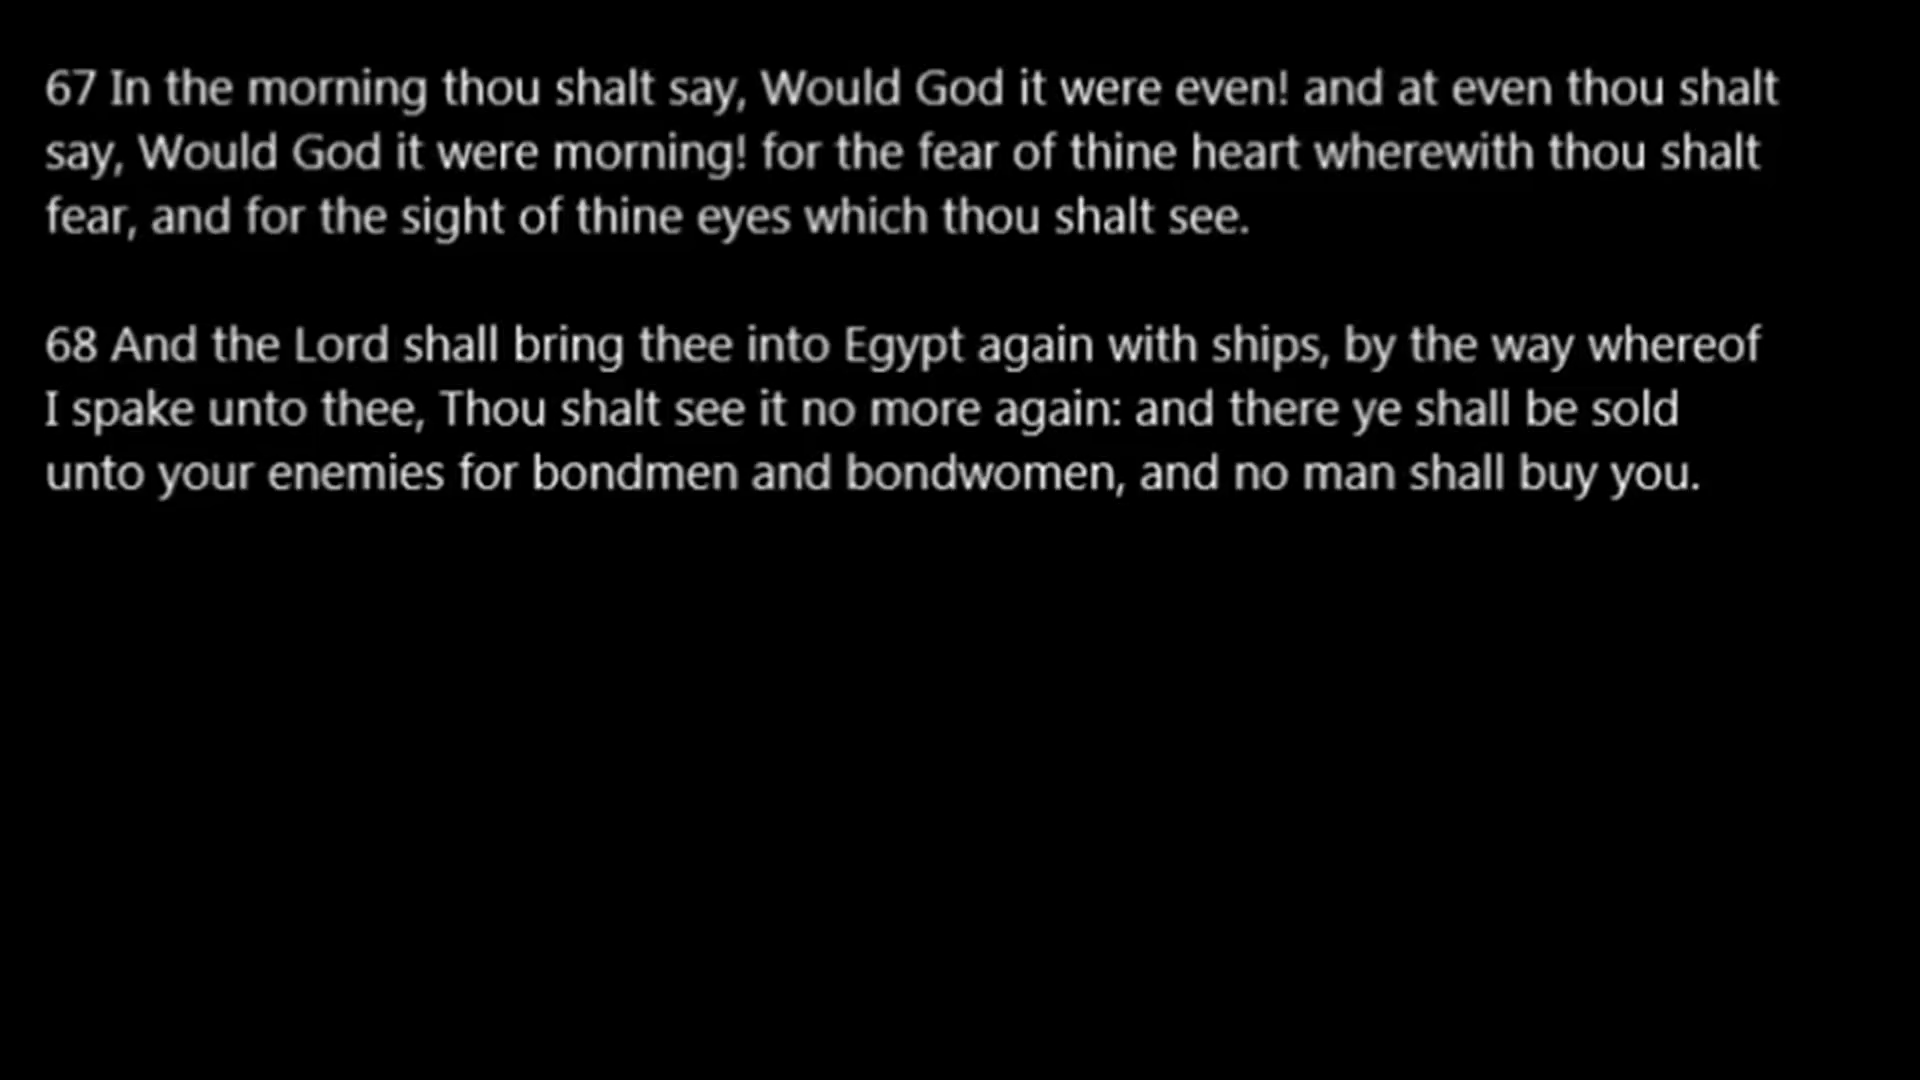 67 In the morning thou shalt say, Would God it were even! and at even thou shalt
say, Would God it were morning! for the fear of thine heart wherewith thou shalt
fear, and for the sight of thine eyes which thou shalt see.
68 And the Lord shall bring thee into Egypt again with ships, by the way whereof
I spake unto thee, Thou shalt see it no more again: and there ye shall be sold
unto your enemies for bondmen and bondwomen, and no man shall buy you.